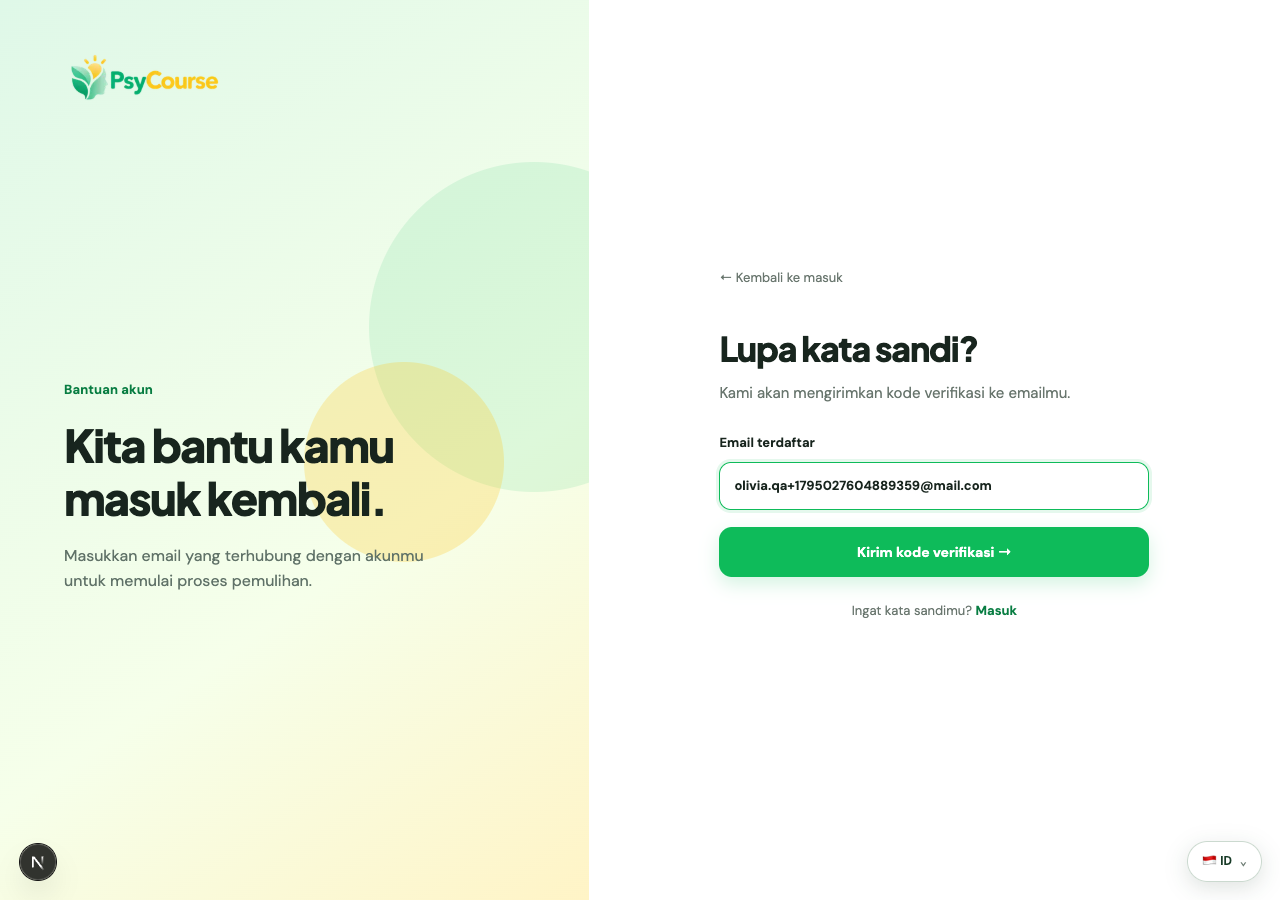 PsyCourse
Bantuan akun
Kita bantu kamu
masuk kembali.
Masukkan email yang terhubung dengan akunmu
untuk memulai proses pemulihan.
← Kembali ke masuk
Lupa kata sandi?
Kami akan mengirimkan kode verifikasi ke emailmu.
Email terdaftar
olivia.qa+1795027604889359@mail.com
Kirim kode verifikasi →
Ingat kata sandimu? Masuk
N
ID